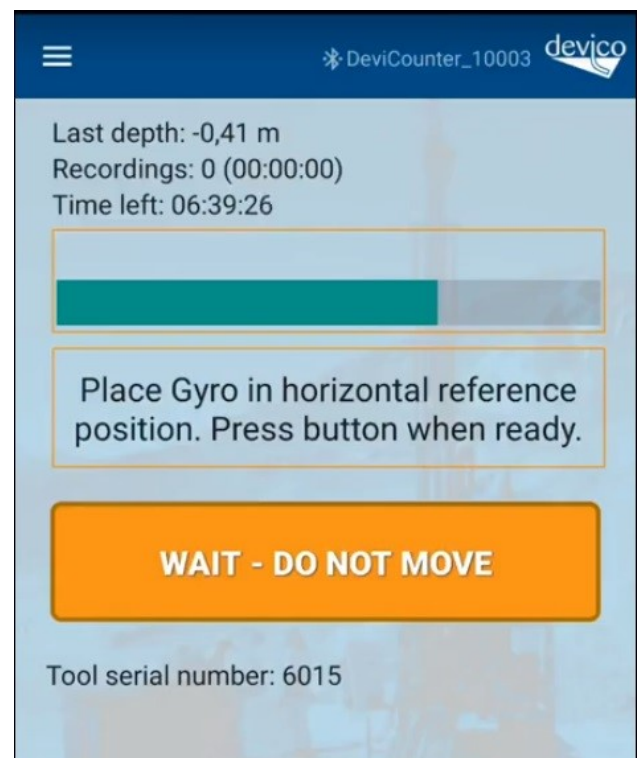 DeviCounter_10003 devico
Last depth: -0,41 m
Recordings: 0 (00:00:00)
Time left: 06:39:26
Place Gyro in horizontal reference
position. Press button when ready.
WAIT - DO NOT MOVE
Tool serial number: 6015